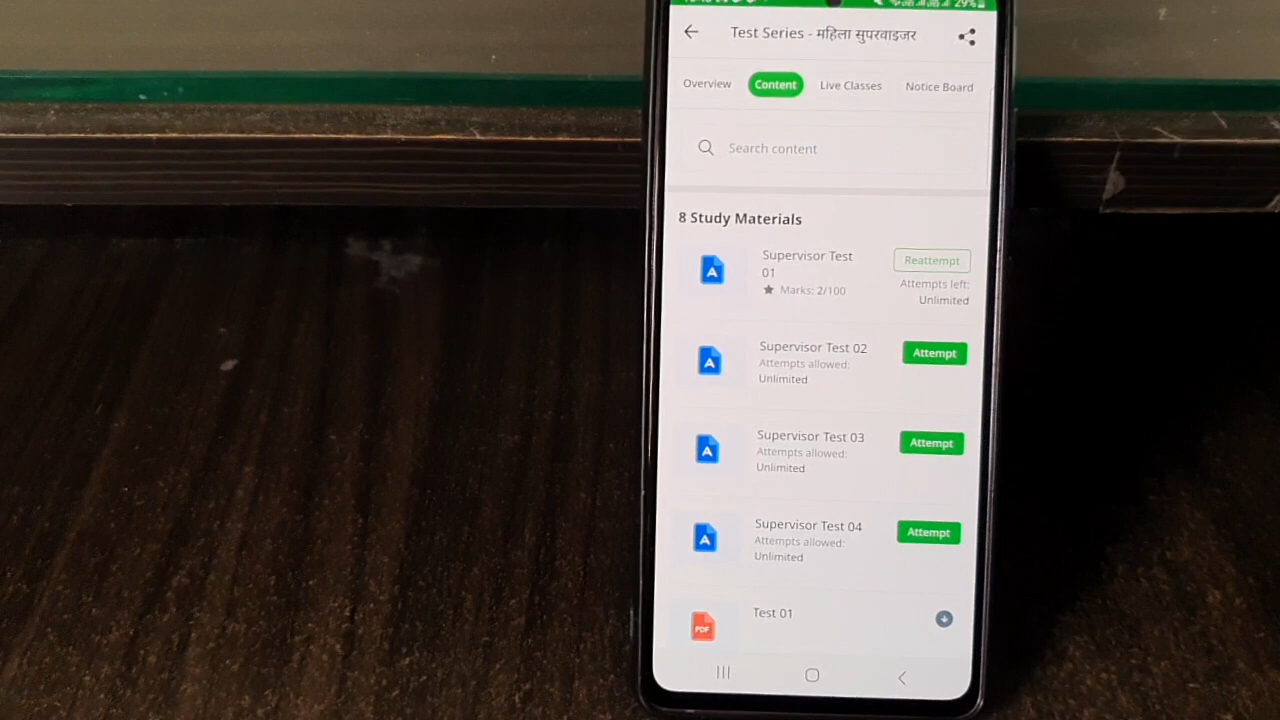 29%
Test Series - महिला सुपरवाइजर
Overview Content Live Classes Notice Board
Search content
8 Study Materials
Supervisor Test
01
Marks: 2/100
Reattempt
Attempts left:
Unlimited
Supervisor Test 02
Attempts allowed:
Unlimited
Attempt
Supervisor Test 03
Attempts allowed:
Unlimited
Attempt
Supervisor Test 04
Attempts allowed:
Unlimited
Attempt
PDF
Test 01